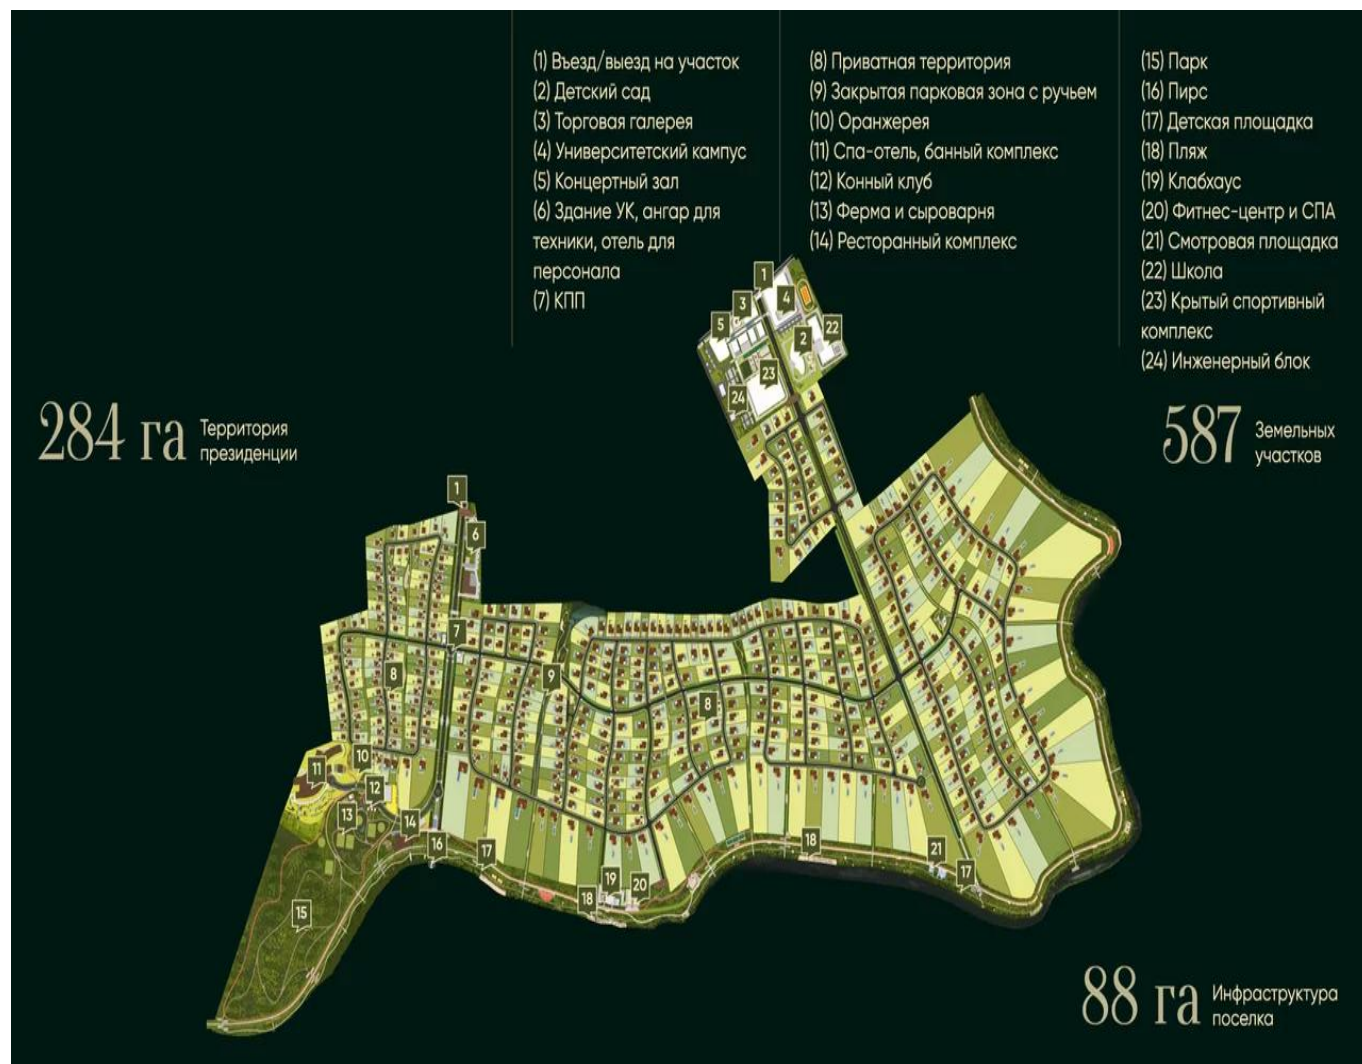 (1) Въезд/выезд на участок
(2) Детский сад
(3) Торговая галерея
(4) Университетский кампус
(5) Концертный зал
(6) Здание УК, ангар для
техники, отель для
персонала
(7) КПП
(8) Приватная территория
(9) Закрытая парковая зона с ручьем
(10) Оранжерея
(11) Спа-отель, банный комплекс
(12) Конный клуб
(13) Ферма и сыроварня
(14) Ресторанный комплекс
(15) Парк
(16) Пирс
(17) Детская площадка
(18) Пляж
(19) Клабхаус
(20) Фитнес-центр и СПА
(21) Смотровая площадка
(22) Школа
(23) Крытый спортивный
комплекс
(24) Инженерный блок
284 га
Территория
президенции
587
Земельных
участков
1
4
3
5
22
2
23
24
1
6
7
8
9
8
10
11
12
13
14
16
17
18
21
17
19
20
18
15
88 га
Инфраструктура
поселка